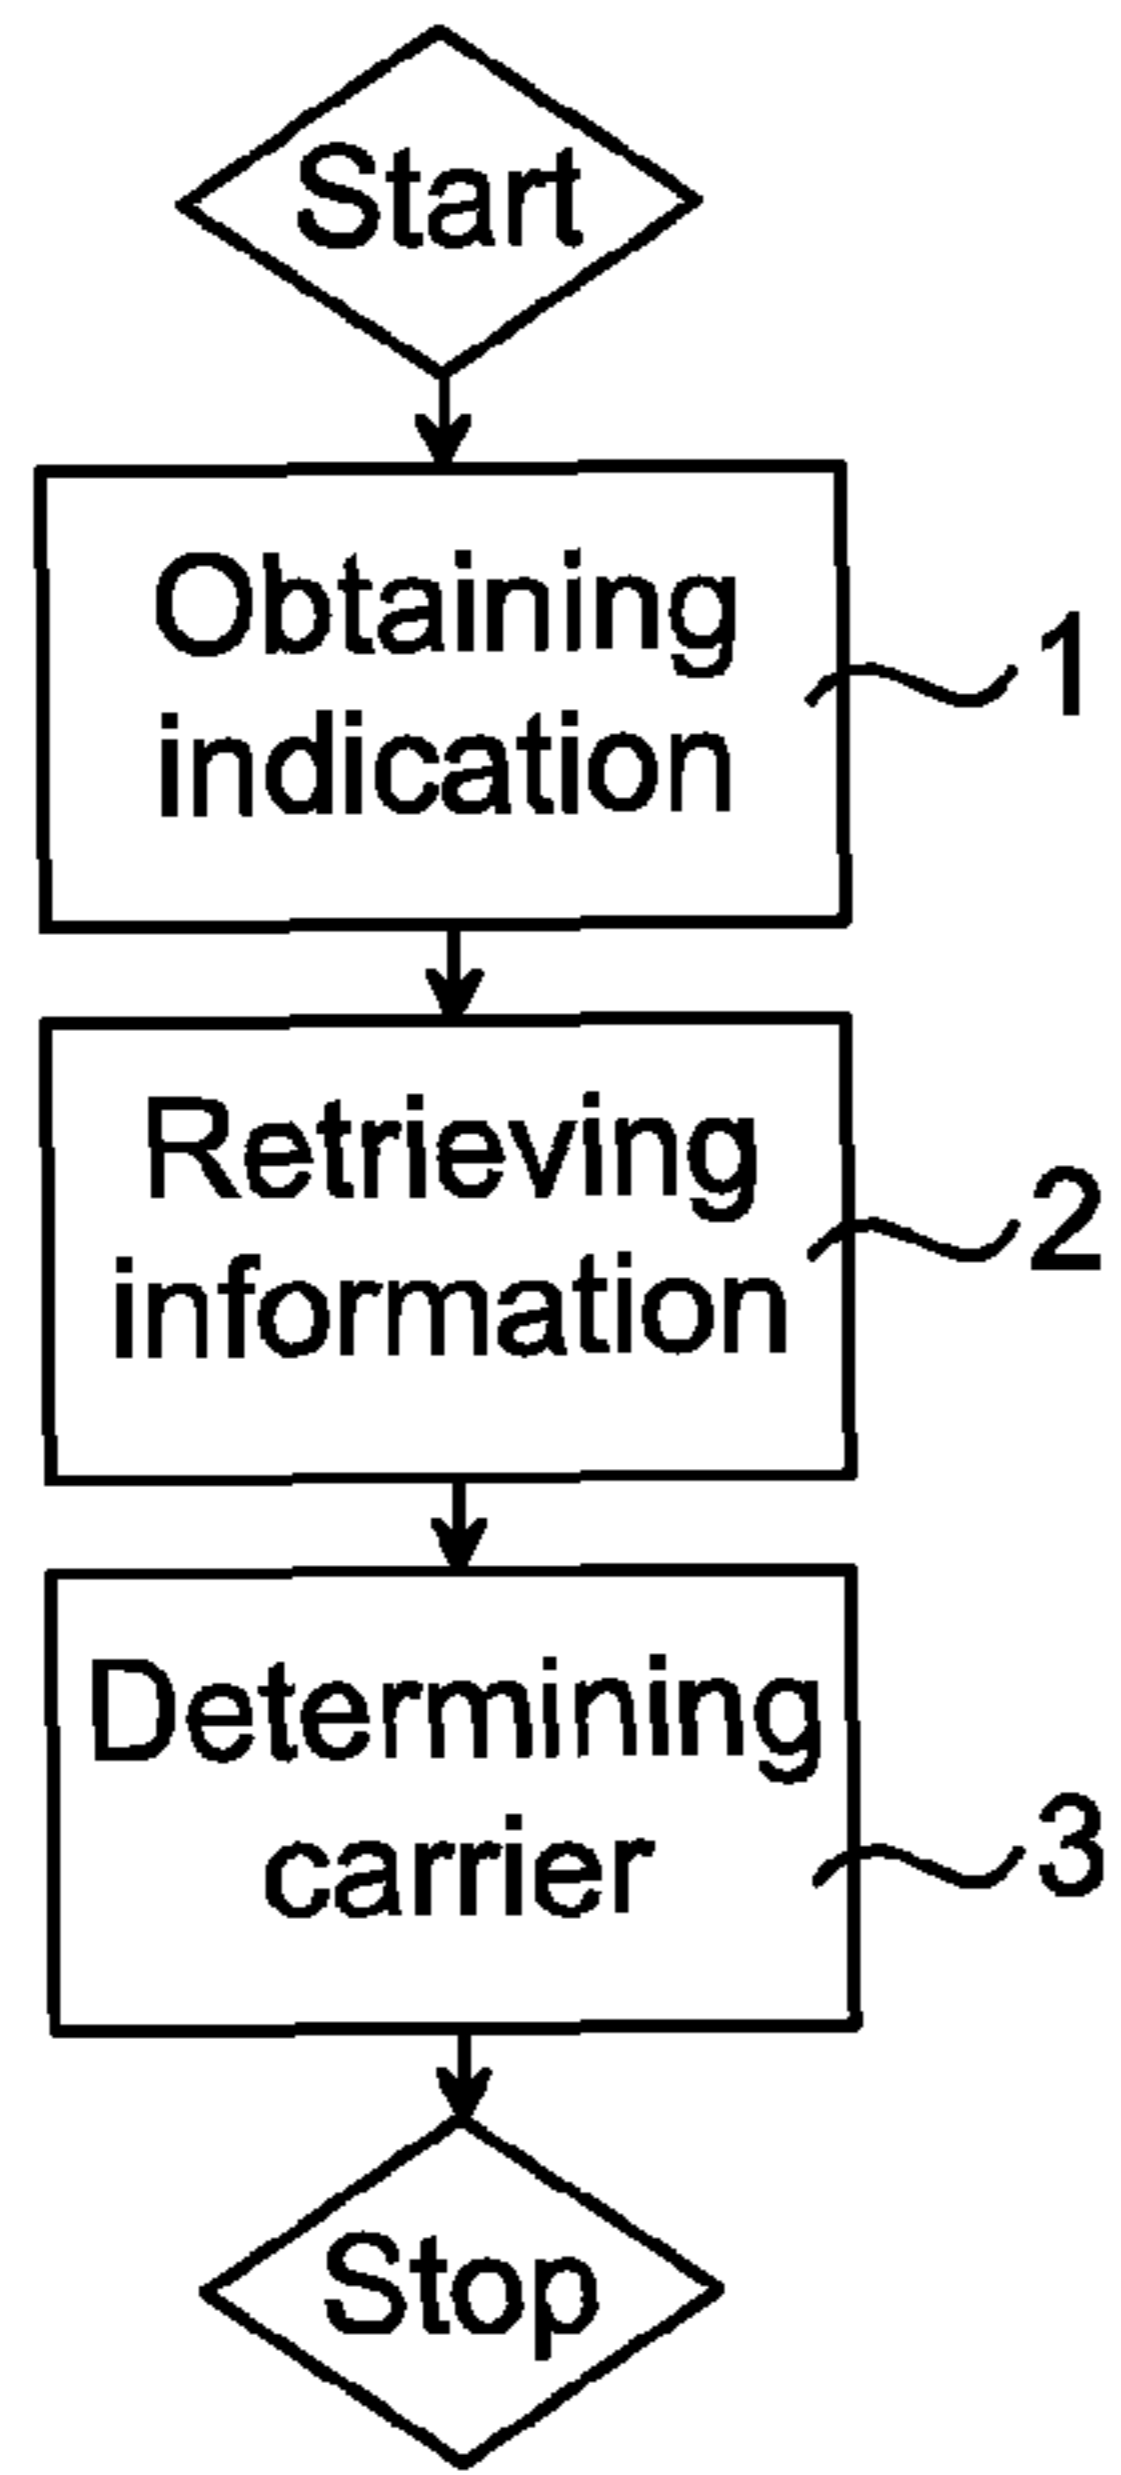 Start
Obtaining
indication
1
Retrieving
information
2
Determining
carrier
3
Stop